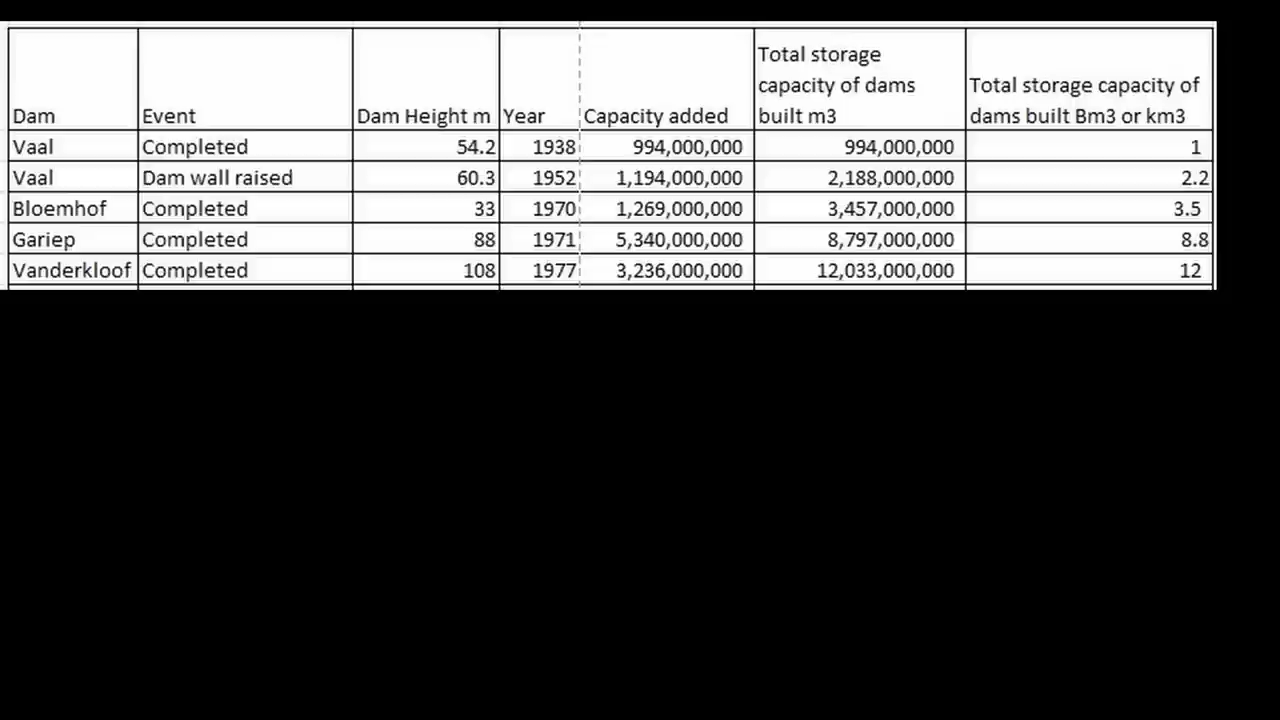 Dam Event Dam Height m Year Capacity added Total storage capacity of dams built m3 Total storage capacity of dams built Bm3 or km3
Vaal Completed 54.2 1938 994,000,000 994,000,000 1
Vaal Dam wall raised 60.3 1952 1,194,000,000 2,188,000,000 2.2
Bloemhof Completed 33 1970 1,269,000,000 3,457,000,000 3.5
Gariep Completed 88 1971 5,340,000,000 8,797,000,000 8.8
Vanderkloof Completed 108 1977 3,236,000,000 12,033,000,000 12